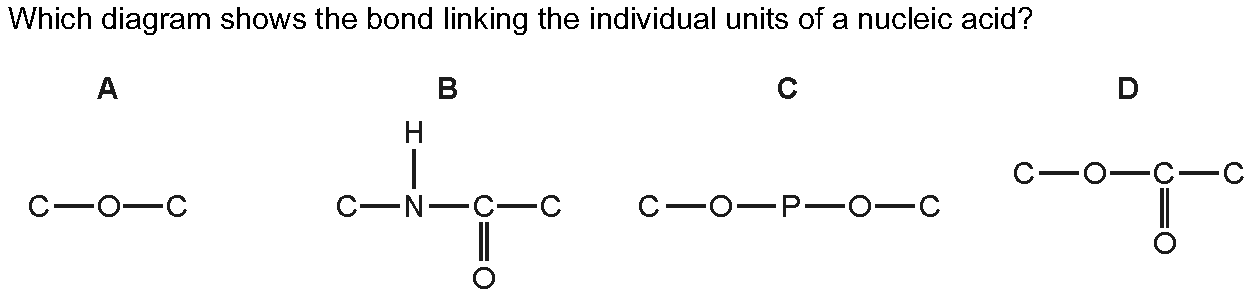 Which diagram shows the bond linking the individual units of a nucleic acid?
A B C D
H
C O C C N C C C O P O C C O C C
O O